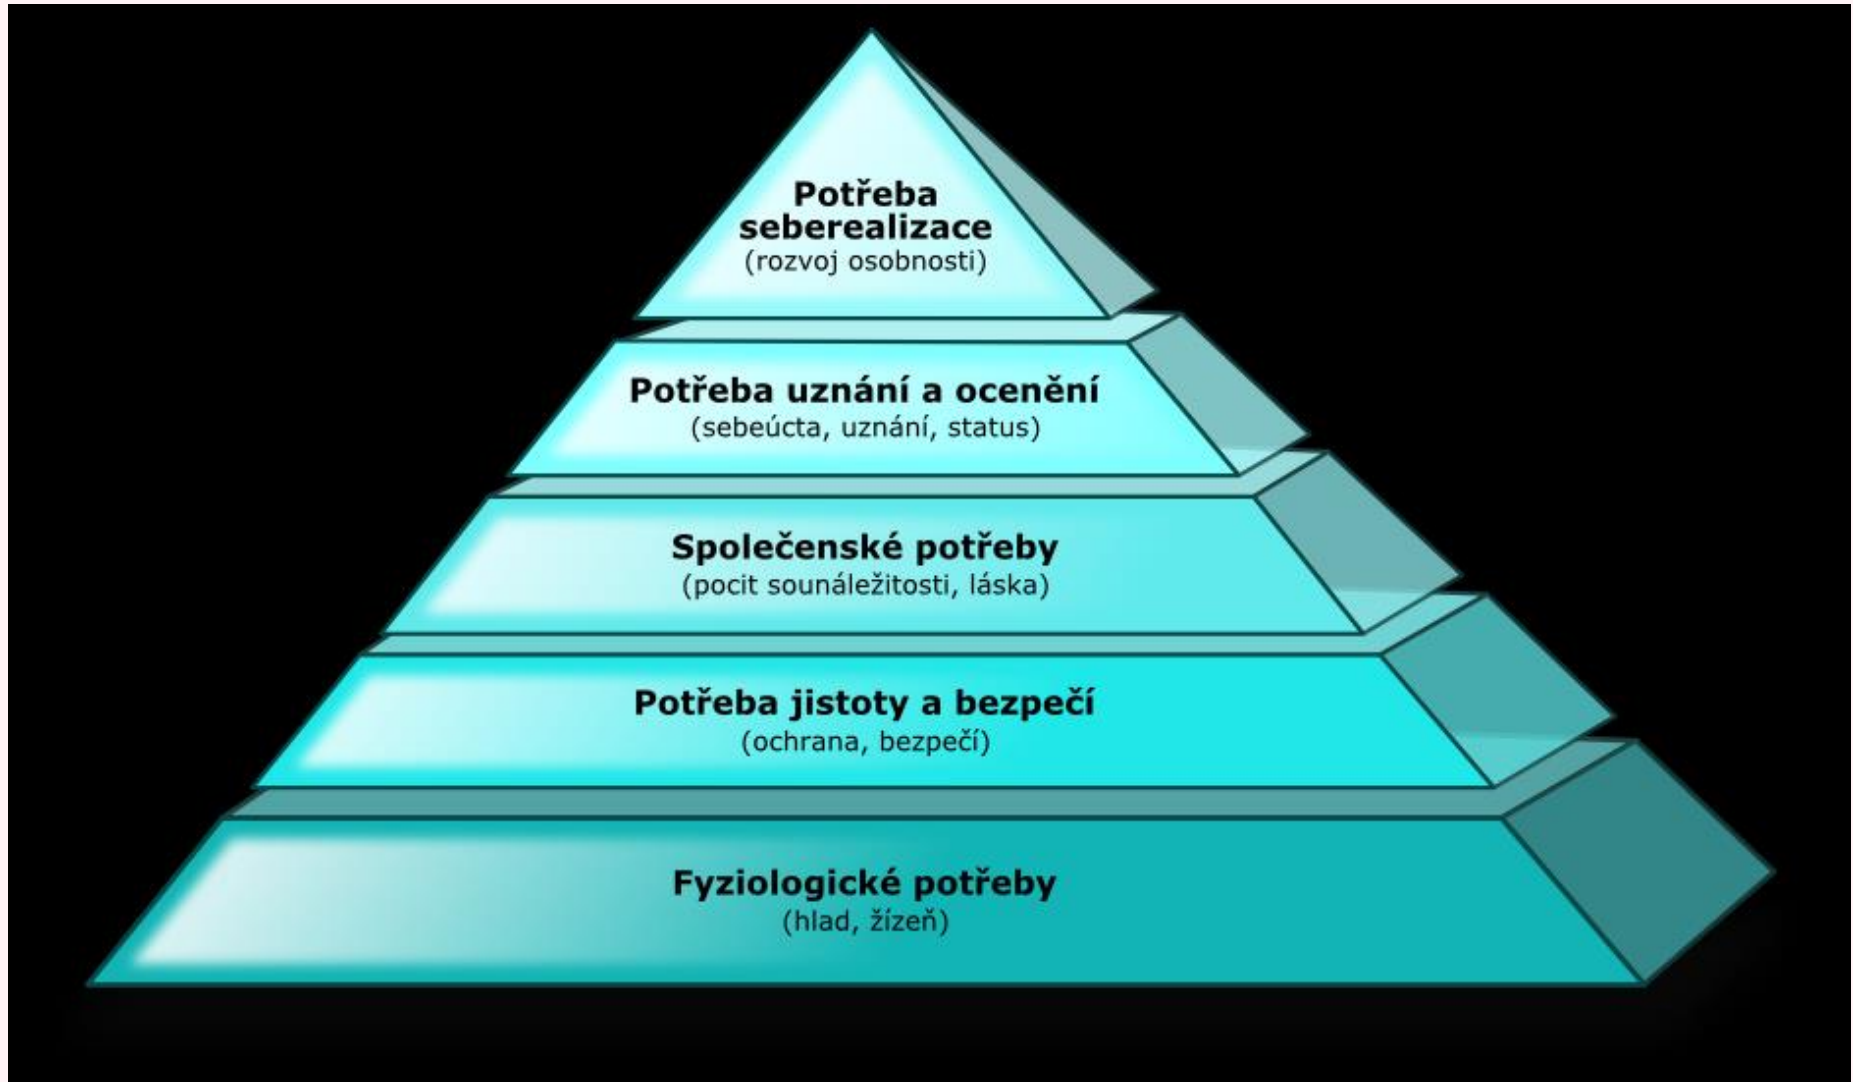 Potřeba
seberealizace
(rozvoj osobnosti)
Potřeba uznání a ocenění
(sebeúcta, uznání, status)
Společenské potřeby
(pocit sounáležitosti, láska)
Potřeba jistoty a bezpečí
(ochrana, bezpečí)
Fyziologické potřeby
(hlad, žízeň)